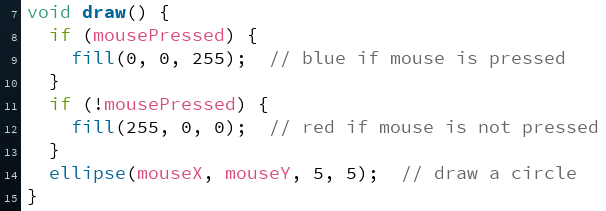 7 void draw() {
8   if (mousePressed) {
9     fill(0, 0, 255);  // blue if mouse is pressed
10   }
11   if (!mousePressed) {
12     fill(255, 0, 0);  // red if mouse is not pressed
13   }
14   ellipse(mouseX, mouseY, 5, 5);  // draw a circle
15 }